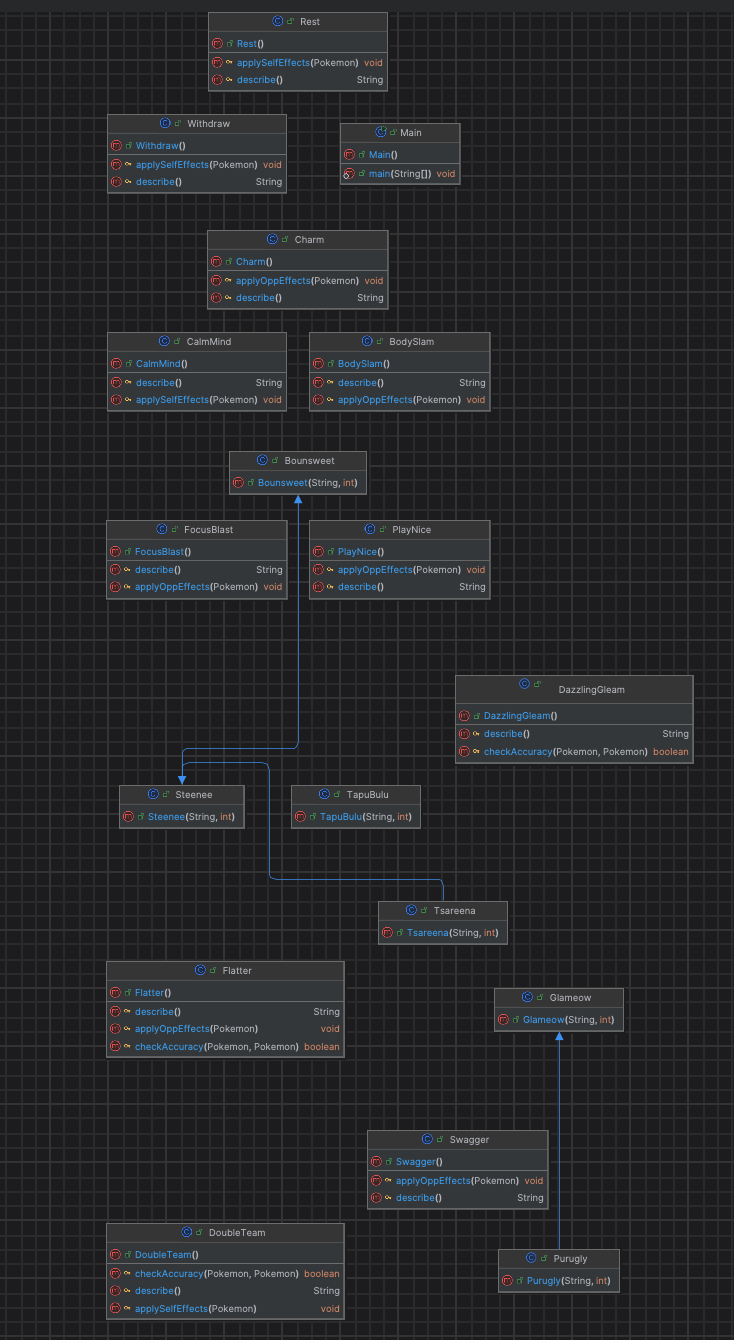 Rest
Rest()
applySelfEffects(Pokemon) void
describe() String
Withdraw
Withdraw()
applySelfEffects(Pokemon) void
describe() String
Main
Main()
main(String[]) void
Charm
Charm()
applyOppEffects(Pokemon) void
describe() String
CalmMind
CalmMind()
describe() String
applySelfEffects(Pokemon) void
BodySlam
BodySlam()
describe() String
applyOppEffects(Pokemon) void
Bounsweet
Bounsweet(String, int)
FocusBlast
FocusBlast()
describe() String
applyOppEffects(Pokemon) void
PlayNice
PlayNice()
applyOppEffects(Pokemon) void
describe() String
DazzlingGleam
DazzlingGleam()
describe() String
checkAccuracy(Pokemon, Pokemon) boolean
Steenee
Steenee(String, int)
TapuBulu
TapuBulu(String, int)
Tsareena
Tsareena(String, int)
Flatter
Flatter()
describe() String
applyOppEffects(Pokemon) void
checkAccuracy(Pokemon, Pokemon) boolean
Glameow
Glameow(String, int)
Swagger
Swagger()
applyOppEffects(Pokemon) void
describe() String
DoubleTeam
DoubleTeam()
checkAccuracy(Pokemon, Pokemon) boolean
describe() String
applySelfEffects(Pokemon) void
Purugly
Purugly(String, int)